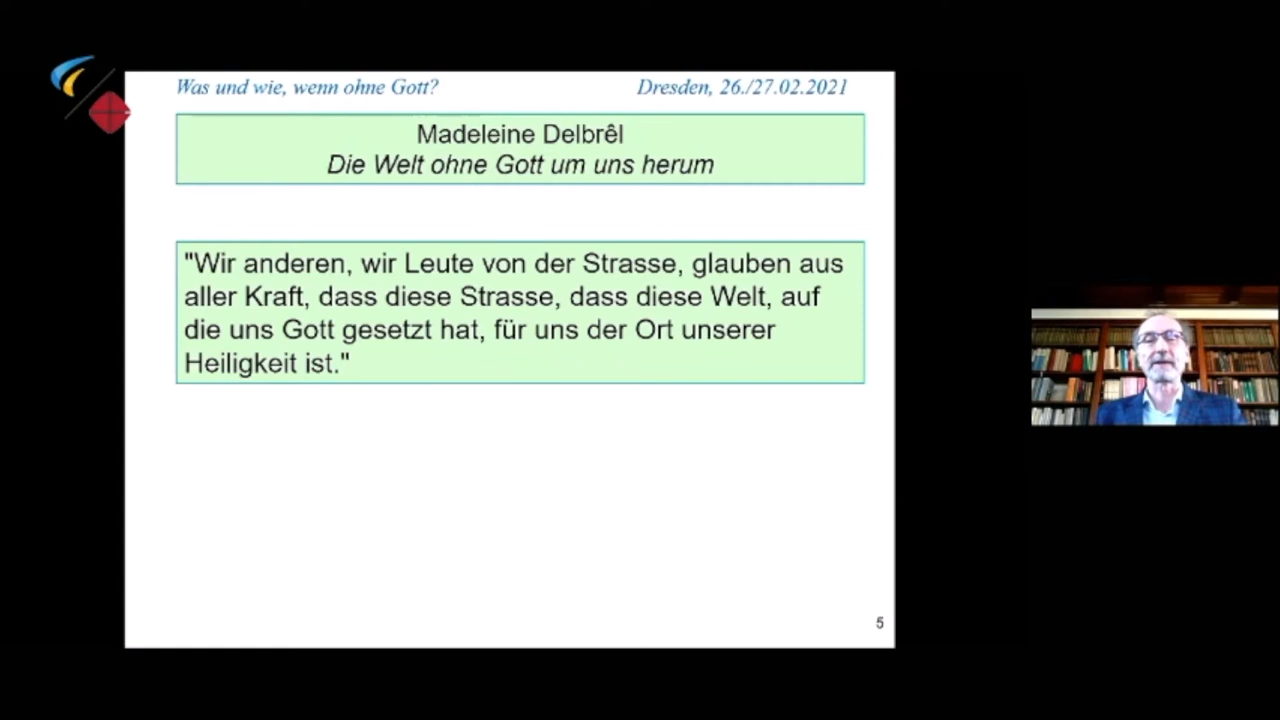 Was und wie, wenn ohne Gott?
Dresden, 26./27.02.2021
Madeleine Delbrêl
Die Welt ohne Gott um uns herum
"Wir anderen, wir Leute von der Strasse, glauben aus
aller Kraft, dass diese Strasse, dass diese Welt, auf
die uns Gott gesetzt hat, für uns der Ort unserer
Heiligkeit ist."
5